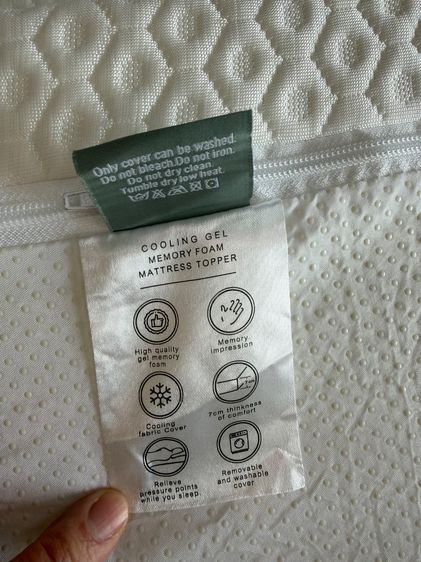 Only cover can be washed.
Do not bleach.Do not iron.
Do not dry clean.
Tumble dry low heat.
COOLING GEL
MEMORY FOAM
MATTRESS TOPPER
High quality
gel memory
foam
Memory
impression
Cooling
fabric Cover
7cm
7cm thinkness
of comfort
Relieve
pressure points
while you sleep.
Removable
and washable
cover